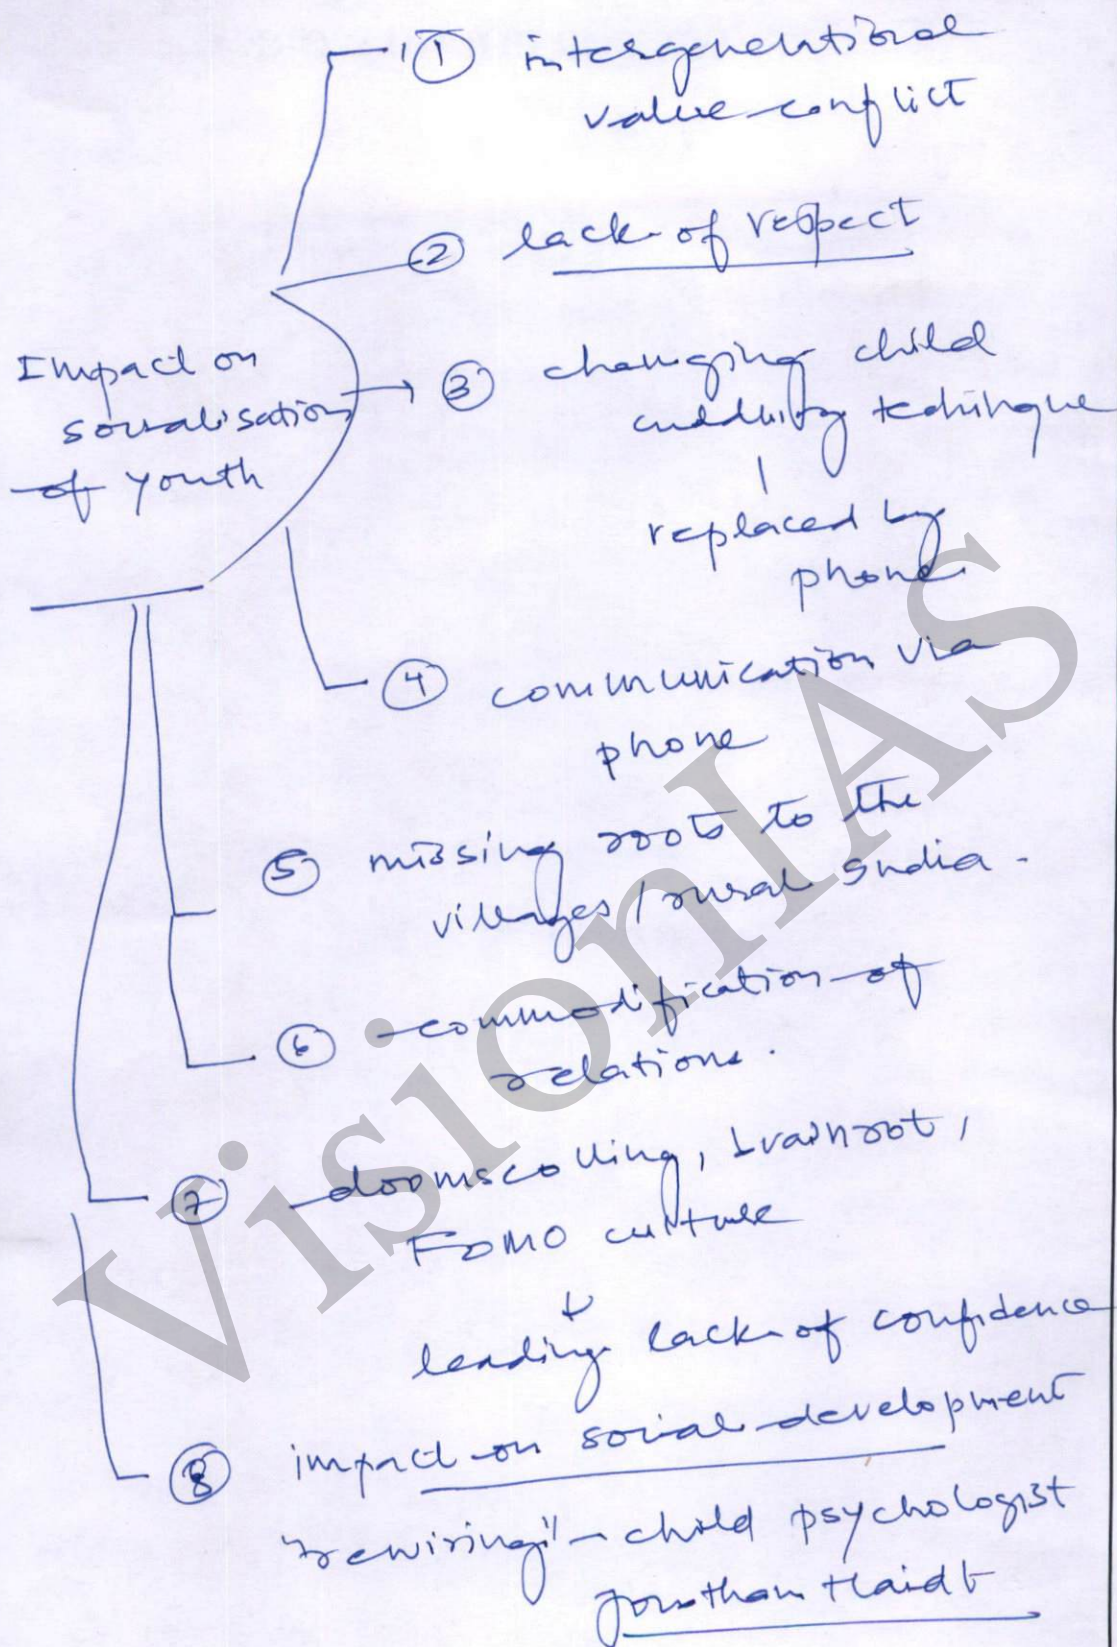 ① intergenerational
value conflict
② lack of respect
Impact on
socialisation
of youth
③ changing child
technique
replaced by
phone.
④ communication via
phone
⑤ missing roots to the
villages / rural India.
⑥ commodification of
relations.
⑦ doomscolling, brainrot,
FOMO culture
↓
leading lack of confidence
⑧ impact on social development
"rewiring" - child psychologist
Jonathan Haidt
VisionIAS